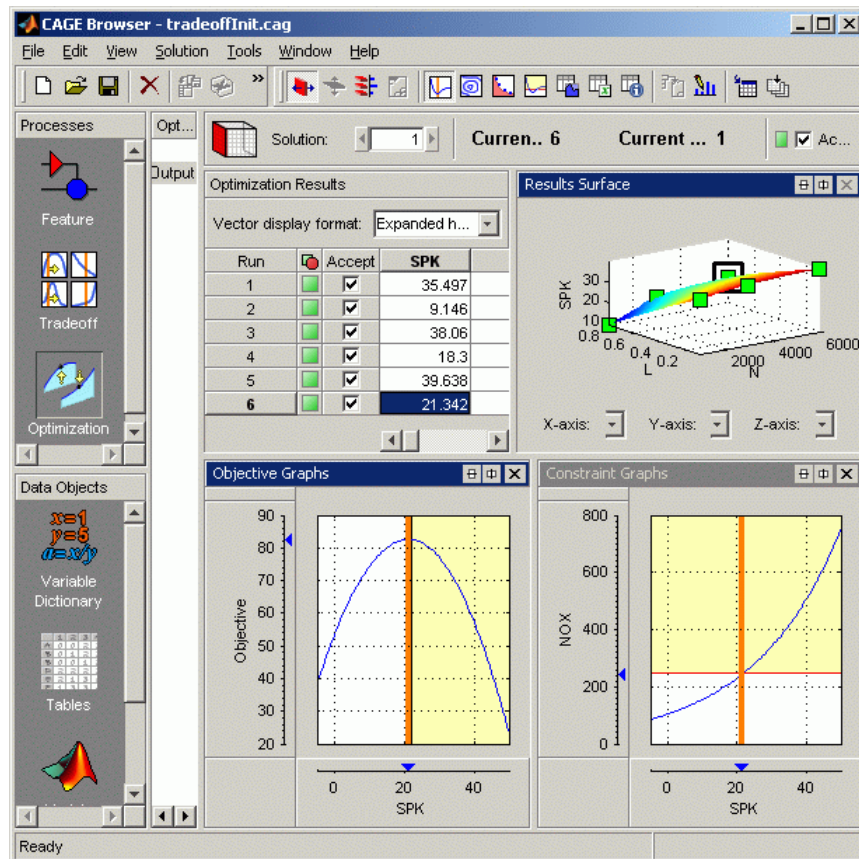 CAGE Browser - tradeoffInit.cag
File Edit View Solution Tools Window Help
Processes
Feature
Tradeoff
Optimization
Data Objects
x=1
y=5
a=x/y
Variable
Dictionary
Tables
Opt...
Output
Solution: 1 Curren.. 6 Current ... 1 Ac...
Optimization Results
Vector display format: Expanded h...
Run Accept SPK
1 35.497
2 9.146
3 38.06
4 18.3
5 39.638
6 21.342
Results Surface
SPK
30
20
10
0.8
0.6
0.4
0.2
L
2000
4000
6000
N
X-axis: Y-axis: Z-axis:
Objective Graphs
Objective
90
80
70
60
50
40
30
20
0 20 40
SPK
Constraint Graphs
NOX
800
600
400
200
0
0 20 40
SPK
Ready